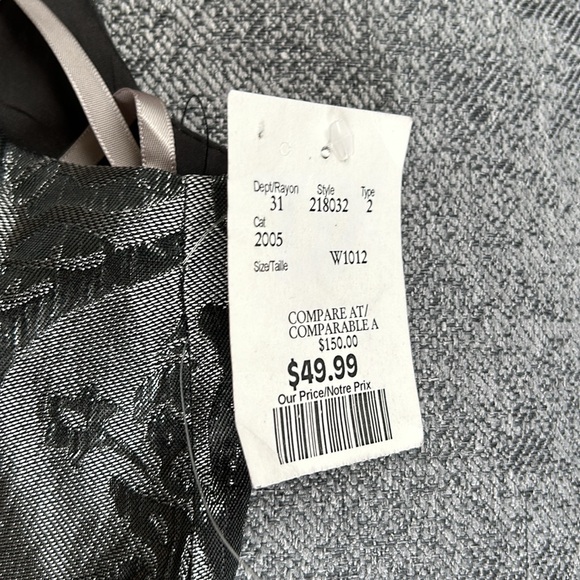 Dept/Rayon Style Type
31 218032 2
Cat
2005
Size/Taille W1012
COMPARE AT/
COMPARABLE A
$150.00
$49.99
Our Price/Notre Prix